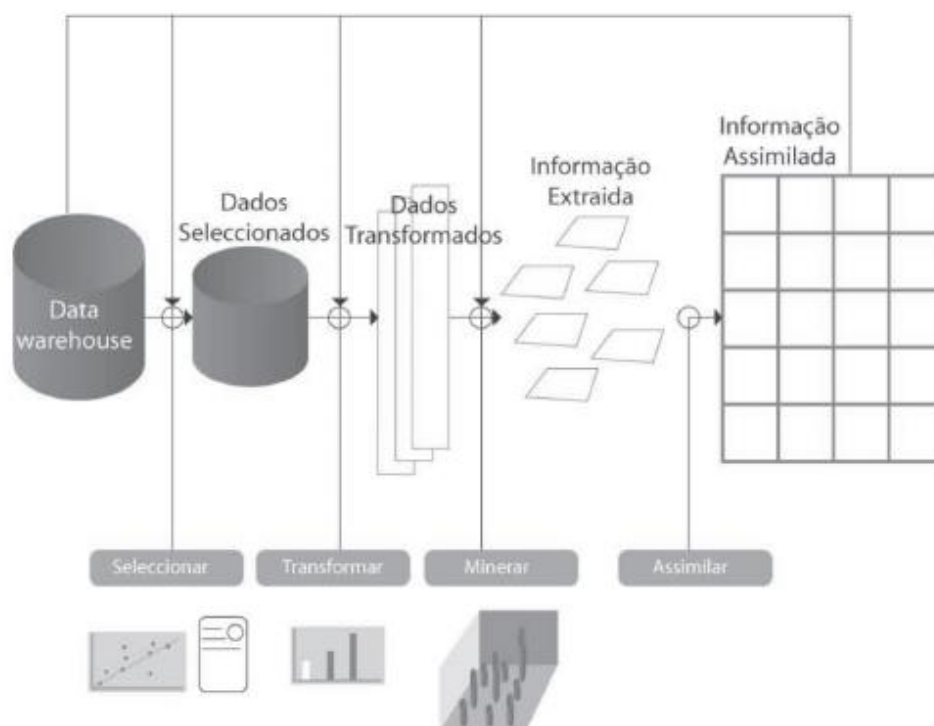 Informação
Assimilada
Informação
Extraida
Dados
Seleccionados
Dados
Transformados
Data
warehouse
Seleccionar
Transformar
Minerar
Assimilar